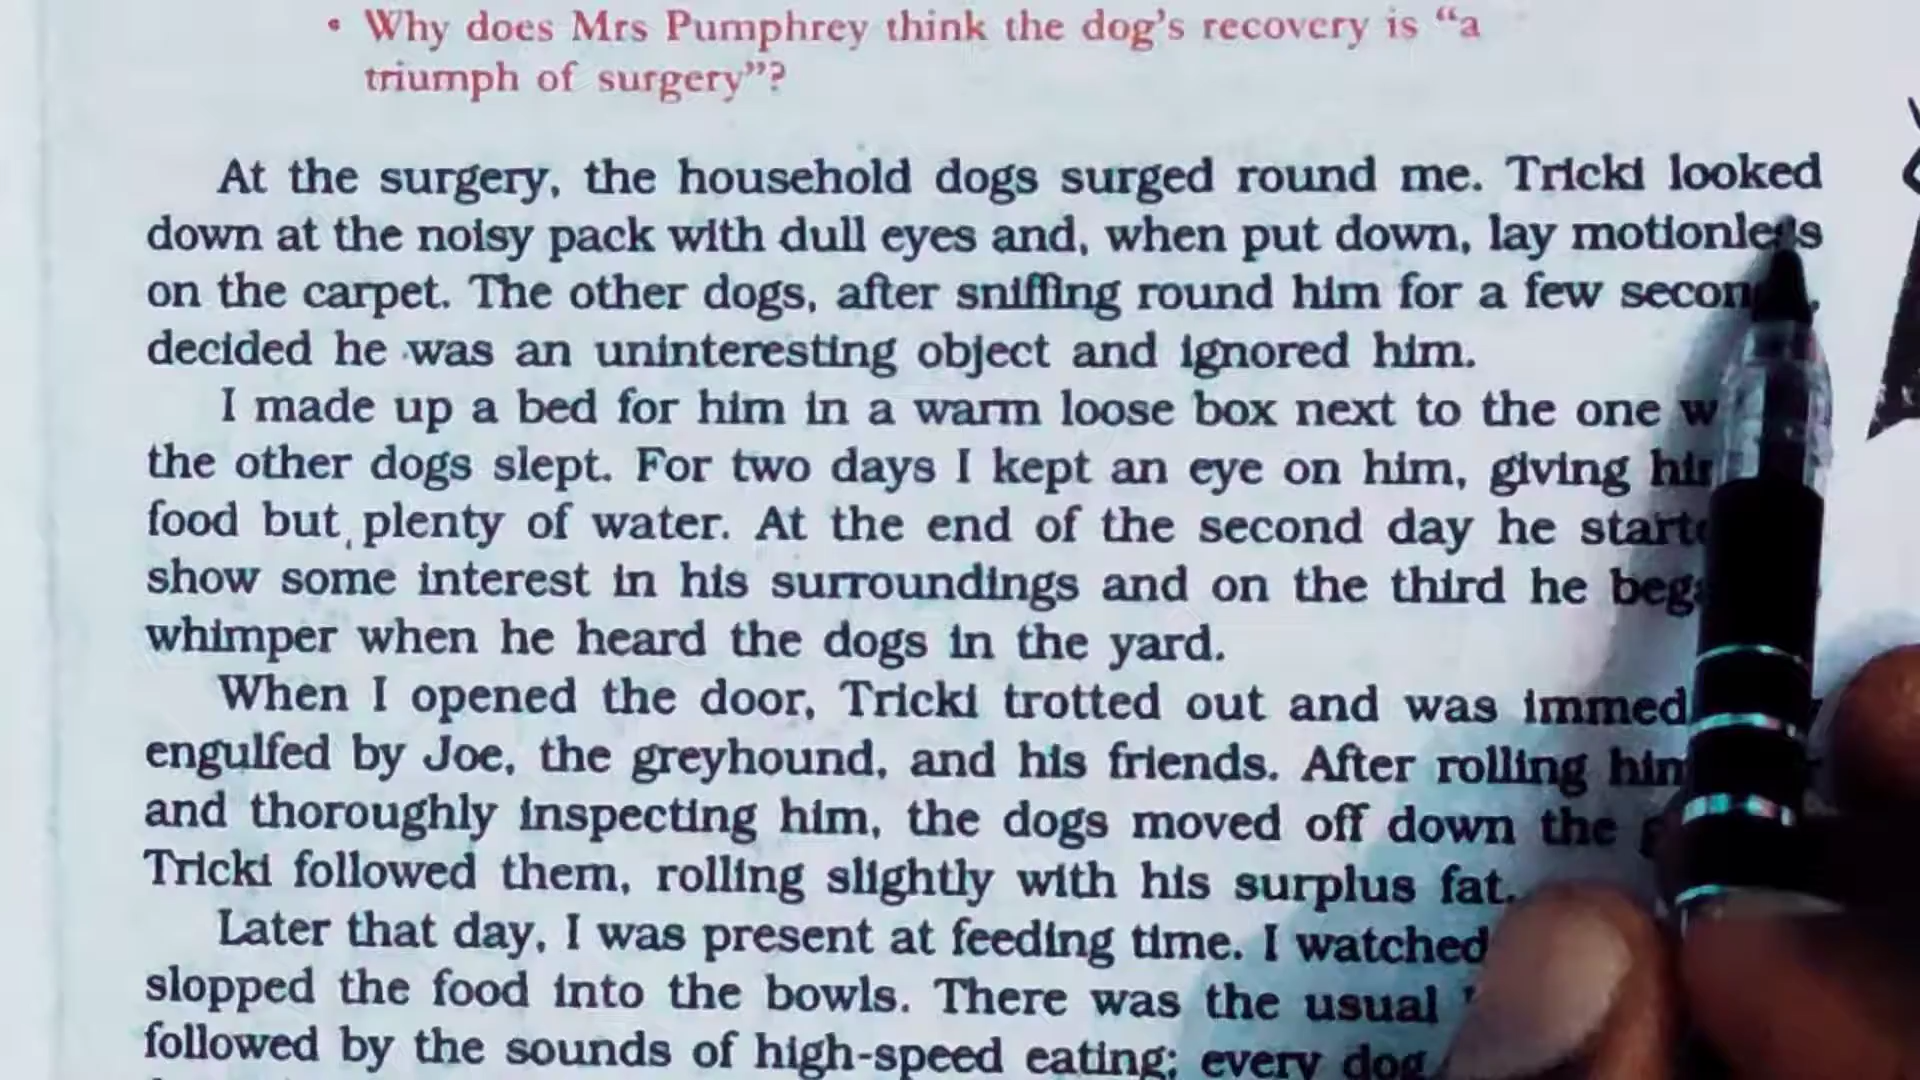 • Why does Mrs Pumphrey think the dog's recovery is “a
triumph of surgery”?
At the surgery, the household dogs surged round me. Tricki looked
down at the noisy pack with dull eyes and, when put down, lay motionless
on the carpet. The other dogs, after sniffing round him for a few
decided he was an uninteresting object and ignored him.
I made up a bed for him in a warm loose box next to the one
the other dogs slept. For two days I kept an eye on him, giving
food but plenty of water. At the end of the second day he
show some interest in his surroundings and on the third he
whimper when he heard the dogs in the yard.
When I opened the door, Tricki trotted out and was
engulfed by Joe, the greyhound, and his friends. After rolling
and thoroughly inspecting him, the dogs moved off down the
Tricki followed them, rolling slightly with his surplus fat.
Later that day, I was present at feeding time. I watched
slopped the food into the bowls. There was the usual
followed by the sounds of high-speed eating; every dog